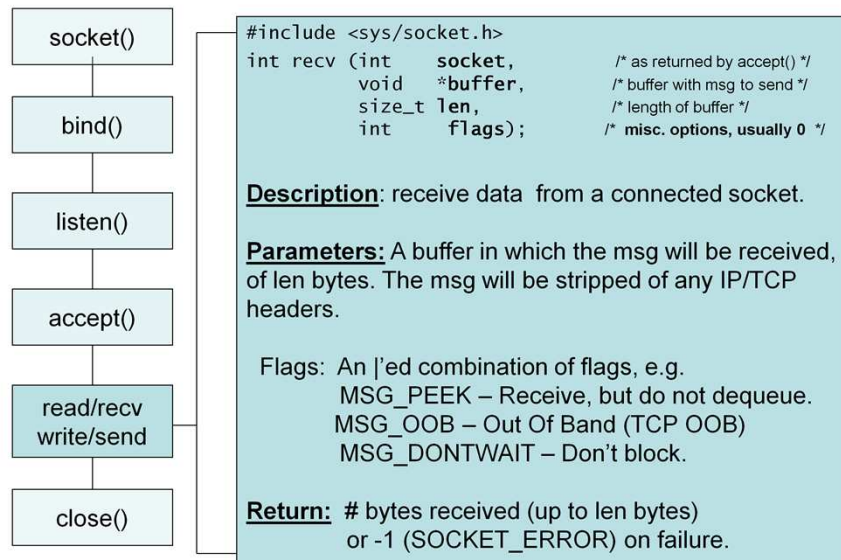 socket()
bind()
listen()
accept()
read/recv
write/send
close()
#include <sys/socket.h>
int recv (int socket, /* as returned by accept() */
void *buffer, /* buffer with msg to send */
size_t len, /* length of buffer */
int flags); /* misc. options, usually 0 */
Description: receive data from a connected socket.
Parameters: A buffer in which the msg will be received,
of len bytes. The msg will be stripped of any IP/TCP
headers.
Flags: An |'ed combination of flags, e.g.
MSG_PEEK – Receive, but do not dequeue.
MSG_OOB – Out Of Band (TCP OOB)
MSG_DONTWAIT – Don't block.
Return: # bytes received (up to len bytes)
or -1 (SOCKET_ERROR) on failure.